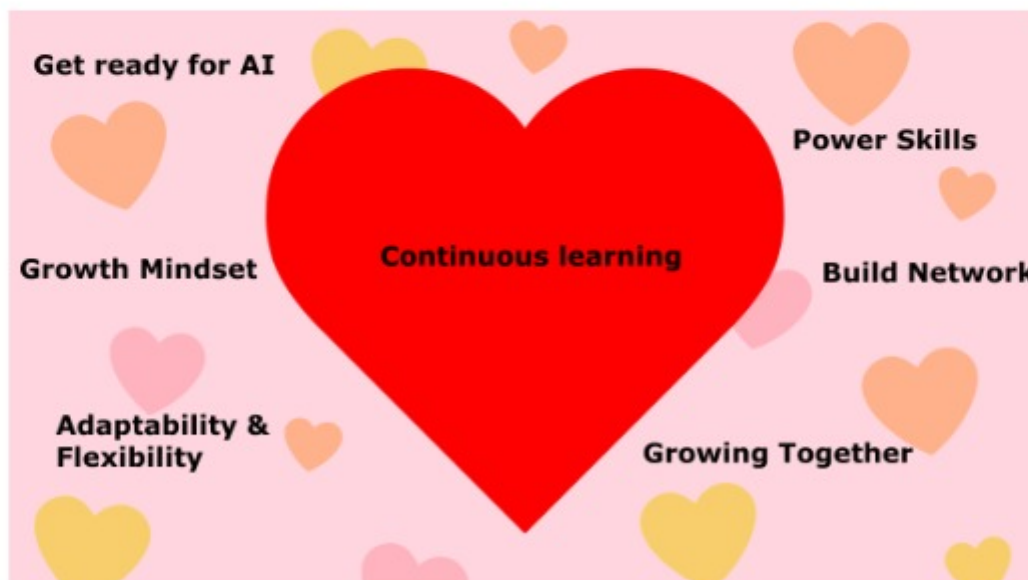 Get ready for AI
Power Skills
Continuous learning
Growth Mindset
Build Network
Adaptability &
Flexibility
Growing Together